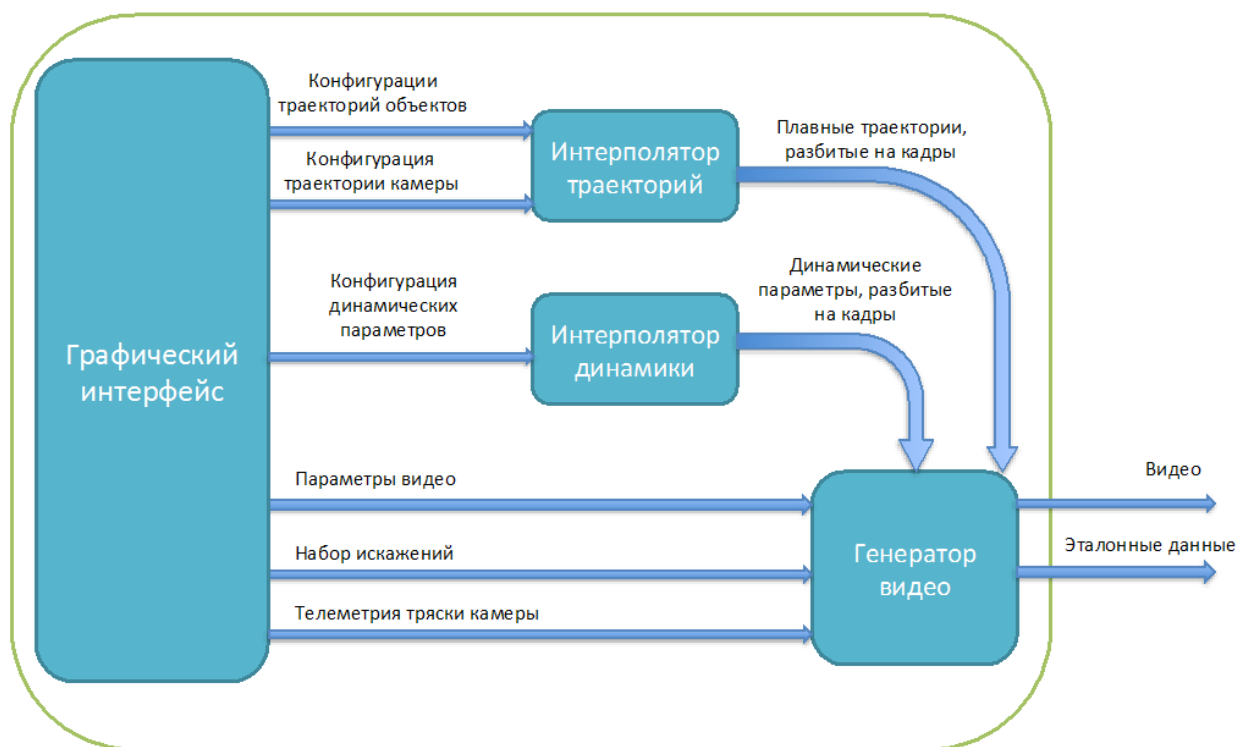 Графический
интерфейс
Конфигурации
траекторий объектов
Конфигурация
траектории камеры
Интерполятор
траекторий
Плавные траектории,
разбитые на кадры
Конфигурация
динамических
параметров
Интерполятор
динамики
Динамические
параметры, разбитые
на кадры
Параметры видео
Набор искажений
Телеметрия тряски камеры
Генератор
видео
Видео
Эталонные данные